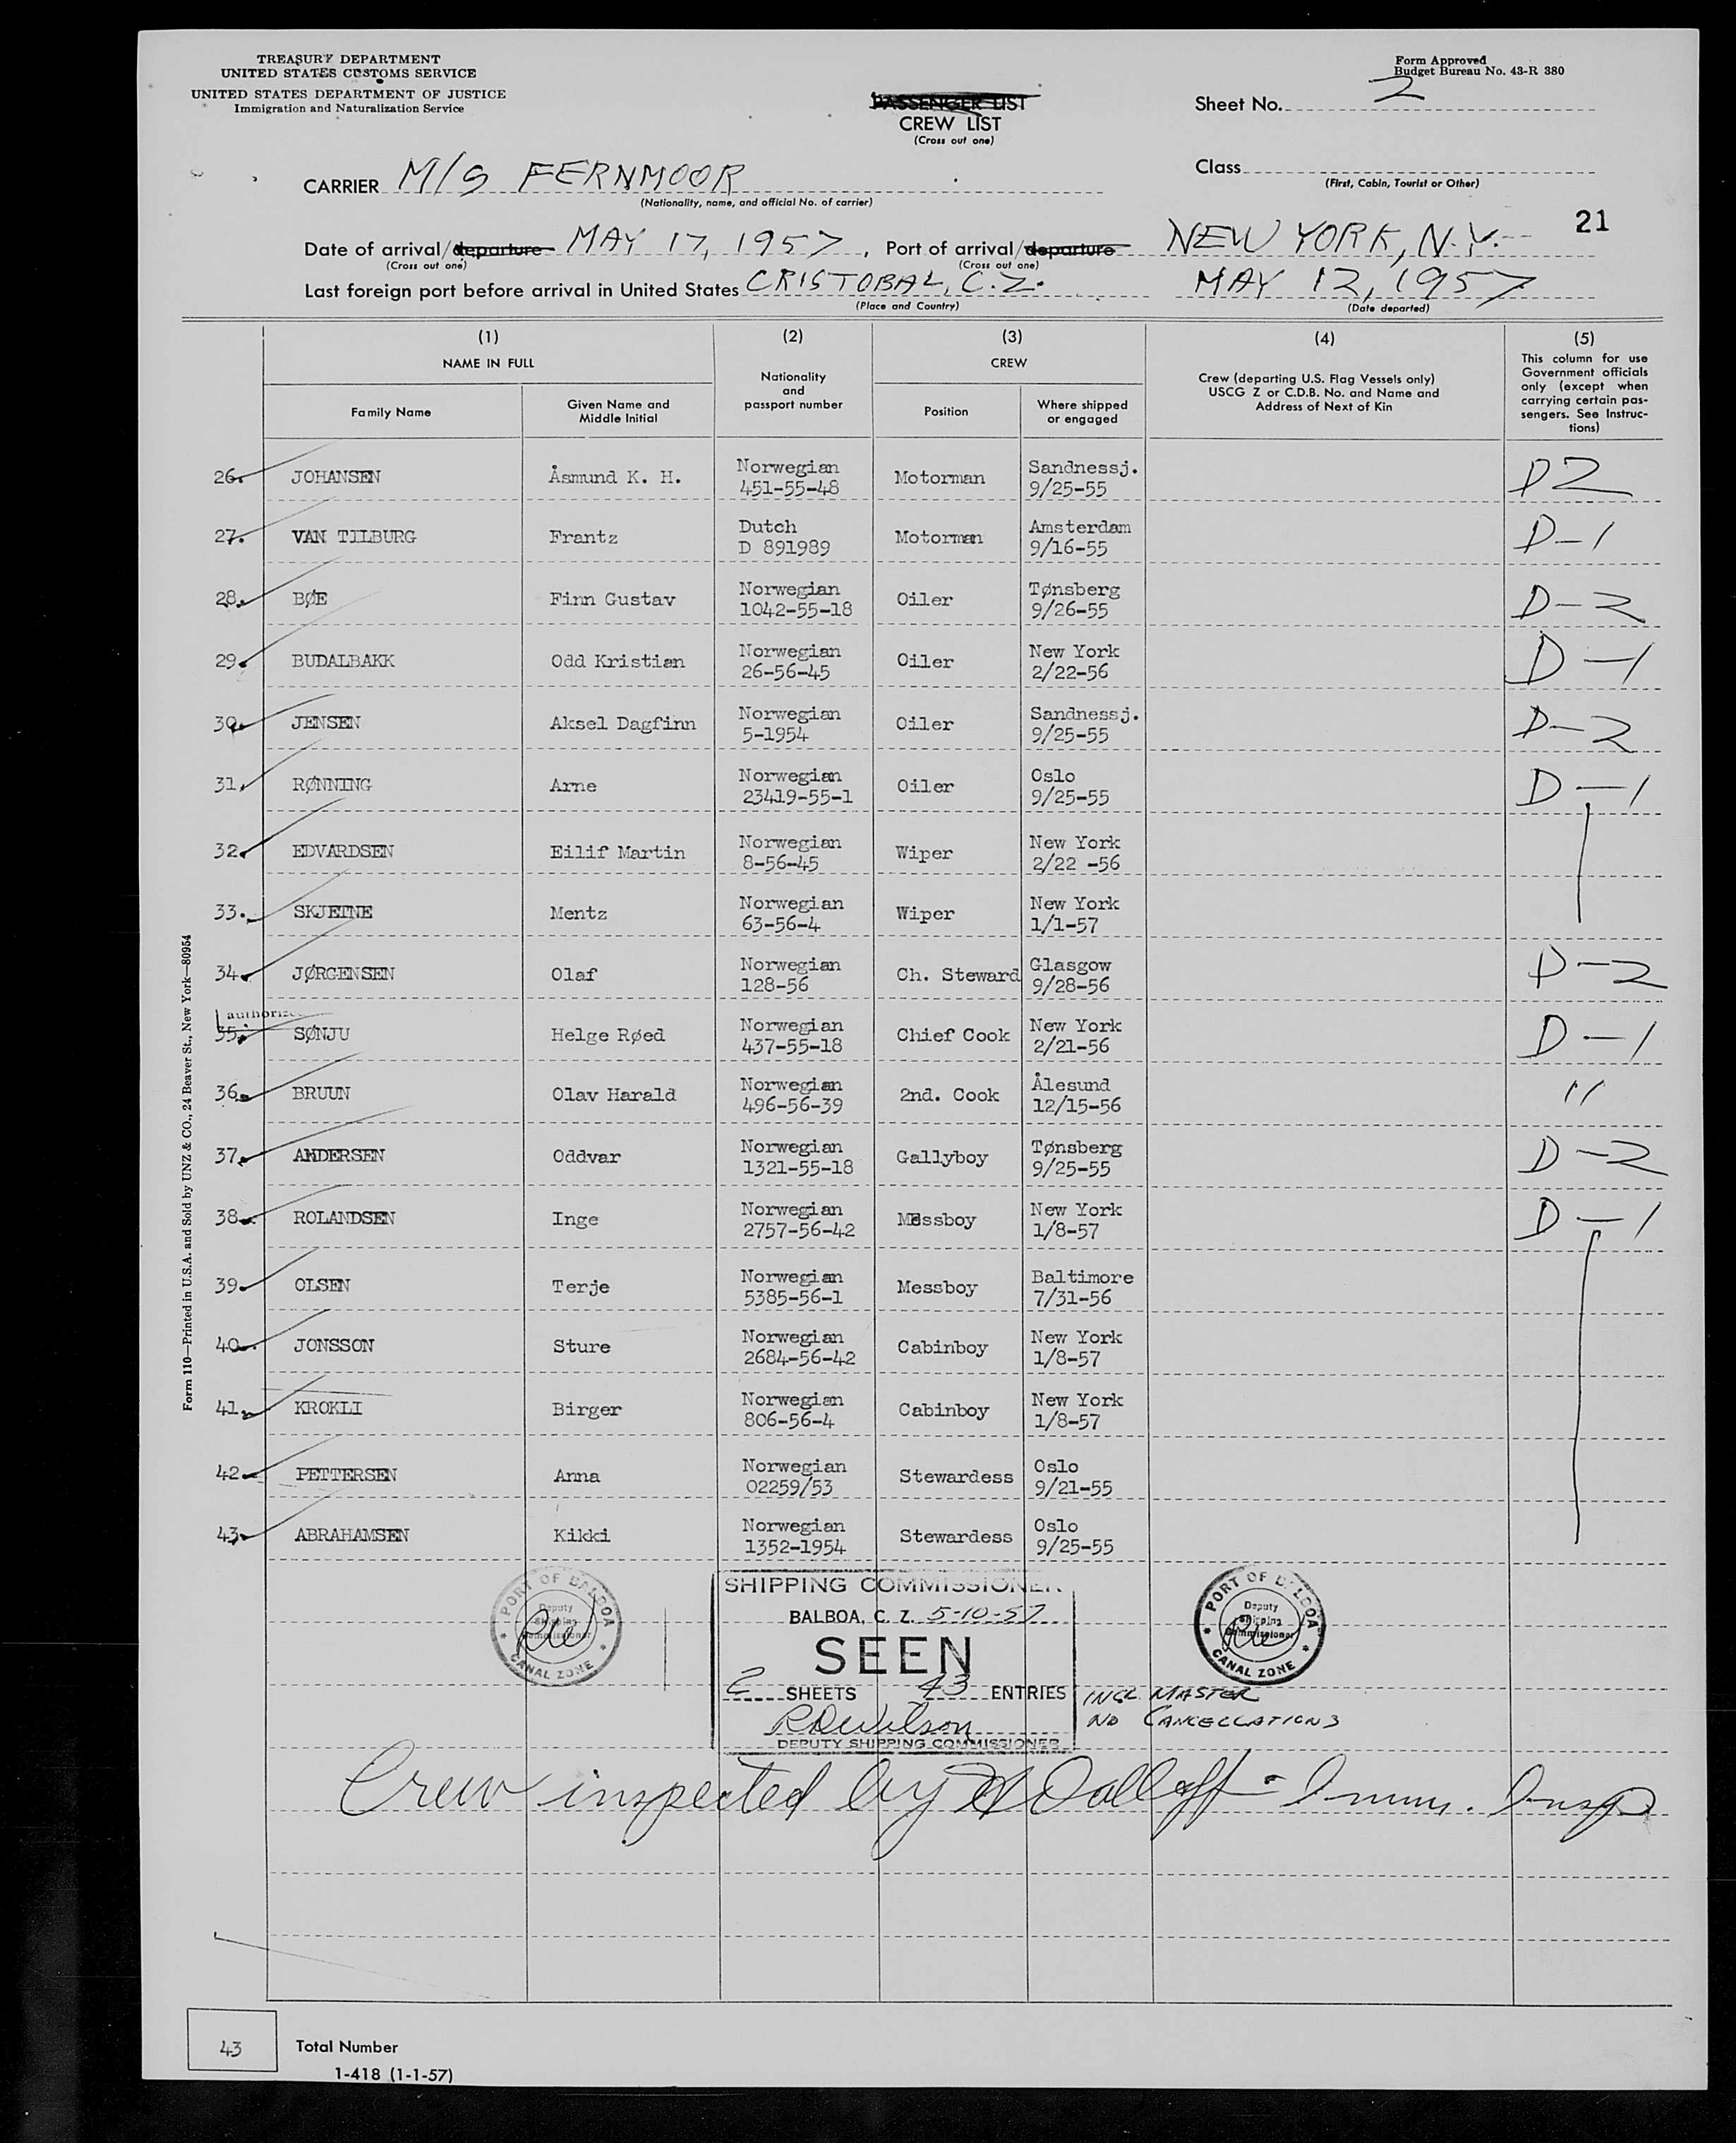 TREASURY DEPARTMENT
UNITED STATES CUSTOMS SERVICE
UNITED STATES DEPARTMENT OF JUSTICE
Immigration and Naturalization Service
Form Approved
Budget Bureau No. 43-R 380
PASSENGER LIST
CREW LIST
(Cross out one)
Sheet No. 2
CARRIER M/S FERNMOOR
(Nationality, name, and official No. of carrier)
Class
(First, Cabin, Tourist or Other)
21
Date of arrival/departure MAY 17, 1957, Port of arrival/departure NEW YORK, N.Y.
(Cross out one) (Cross out one)
Last foreign port before arrival in United States CRISTOBAL, C.Z. MAY 12, 1957
(Place and Country) (Date departed)
(1) (2) (3) (4) (5)
NAME IN FULL
Family Name
Given Name and
Middle Initial
Nationality
and
passport number
CREW
Position
Where shipped
or engaged
Crew (departing U.S. Flag Vessels only)
USCG Z or C.D.B. No. and Name and
Address of Next of Kin
This column for use
Government officials
only (except when
carrying certain pas-
sengers. See Instruc-
tions)
26. JOHANSEN Åsmund K. H. Norwegian 451-55-48 Motorman Sandnessj. 9/25-55 D2
27. VAN TILBURG Frantz Dutch D 891989 Motorman Amsterdam 9/16-55 D-1
28. BØE Finn Gustav Norwegian 1042-55-18 Oiler Tønsberg 9/26-55 D-2
29. BUDALBAKK Odd Kristian Norwegian 26-56-45 Oiler New York 2/22-56 D-1
30. JENSEN Aksel Dagfinn Norwegian 5-1954 Oiler Sandnessj. 9/25-55 D-2
31. RØNNING Arne Norwegian 23419-55-1 Oiler Oslo 9/25-55 D-1
32. EDVARDSEN Eilif Martin Norwegian 8-56-45 Wiper New York 2/22 -56
33. SKJETNE Mentz Norwegian 63-56-4 Wiper New York 1/1-57
34. JØRGENSEN Olaf Norwegian 128-56 Ch. Steward Glasgow 9/28-56 D-2
35. SØNJU Helge Røed Norwegian 437-55-18 Chief Cook New York 2/21-56 D-1
36. BRUUN Olav Harald Norwegian 496-56-39 2nd. Cook Ålesund 12/15-56 "
37. ANDERSEN Oddvar Norwegian 1321-55-18 Gallyboy Tønsberg 9/25-55 D-2
38. ROLANDSEN Inge Norwegian 2757-56-42 Messboy New York 1/8-57 D-1
39. OLSEN Terje Norwegian 5385-56-1 Messboy Baltimore 7/31-56
40. JONSSON Sture Norwegian 2684-56-42 Cabinboy New York 1/8-57
41. KROKLI Birger Norwegian 806-56-4 Cabinboy New York 1/8-57
42. PETTERSEN Anna Norwegian 02259/53 Stewardess Oslo 9/21-55
43. ABRAHAMSEN Kikki Norwegian 1352-1954 Stewardess Oslo 9/25-55
PORT OF BALBOA
Deputy
Shipping
Commissioner
CANAL ZONE
SHIPPING COMMISSIONER
BALBOA, C. Z. 5-10-57
SEEN
2 SHEETS 43 ENTRIES
DEPUTY SHIPPING COMMISSIONER
INCL MASTER
NO CANCELLATIONS
PORT OF BALBOA
Deputy
Shipping
Commissioner
CANAL ZONE
Crew inspected by Immig. Insp
43 Total Number
1-418 (1-1-57)
Form 110—Printed in U.S.A. and Sold by UNZ & CO., 24 Beaver St., New York—80954